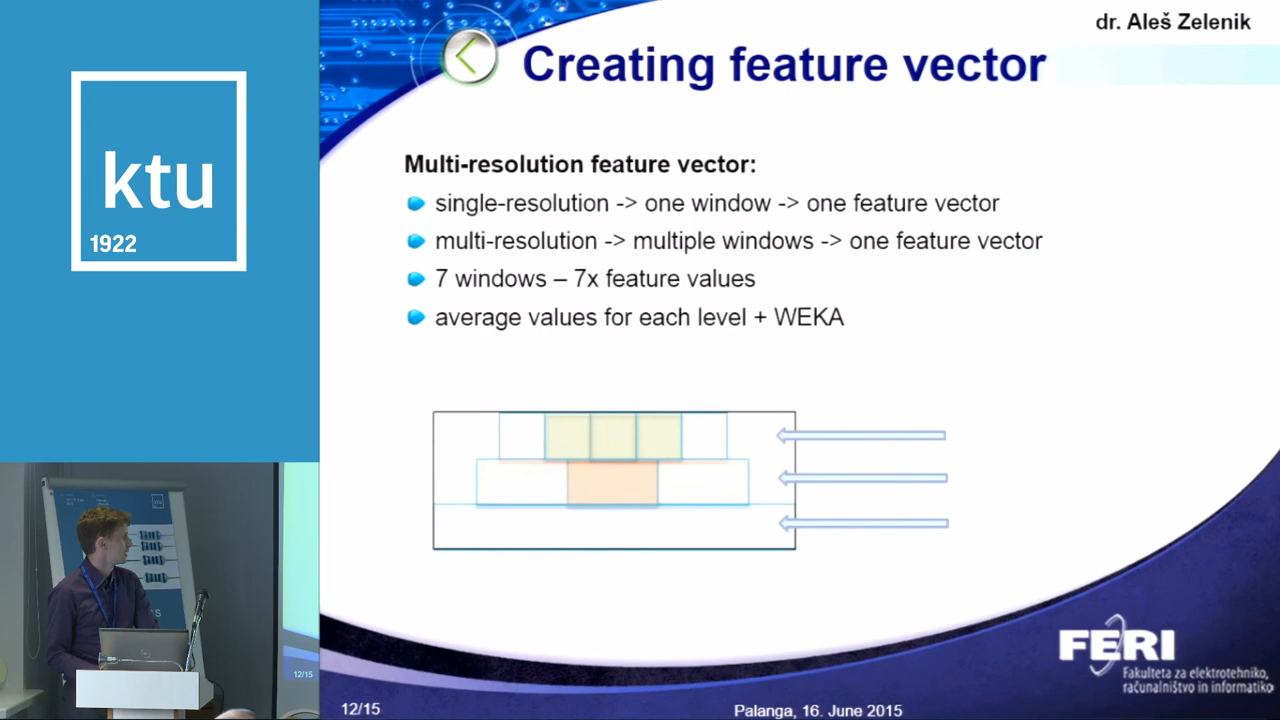 dr. Aleš Zelenik
Creating feature vector
ktu
1922
Multi-resolution feature vector:
single-resolution -> one window -> one feature vector
multi-resolution -> multiple windows -> one feature vector
7 windows – 7x feature values
average values for each level + WEKA
FERI
Fakulteta za elektrotehniko,
računalništvo in informatiko
12/15
12/15
Palanga, 16. June 2015